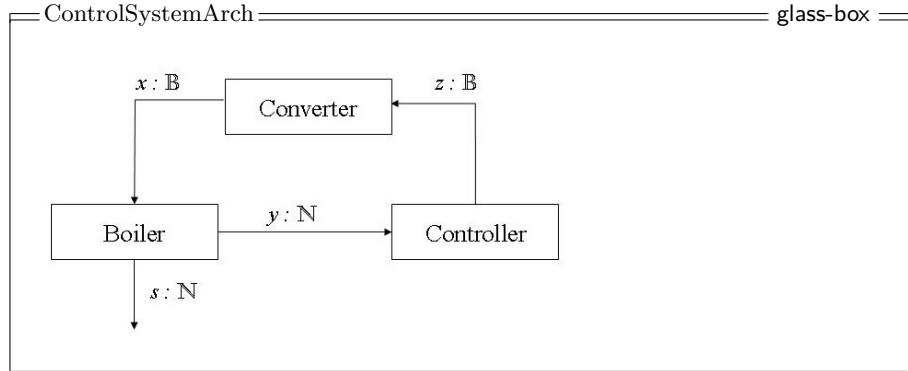 ControlSystemArch glass-box
x : 𝔹 z : 𝔹
Converter
y : ℕ
Boiler Controller
s : ℕ